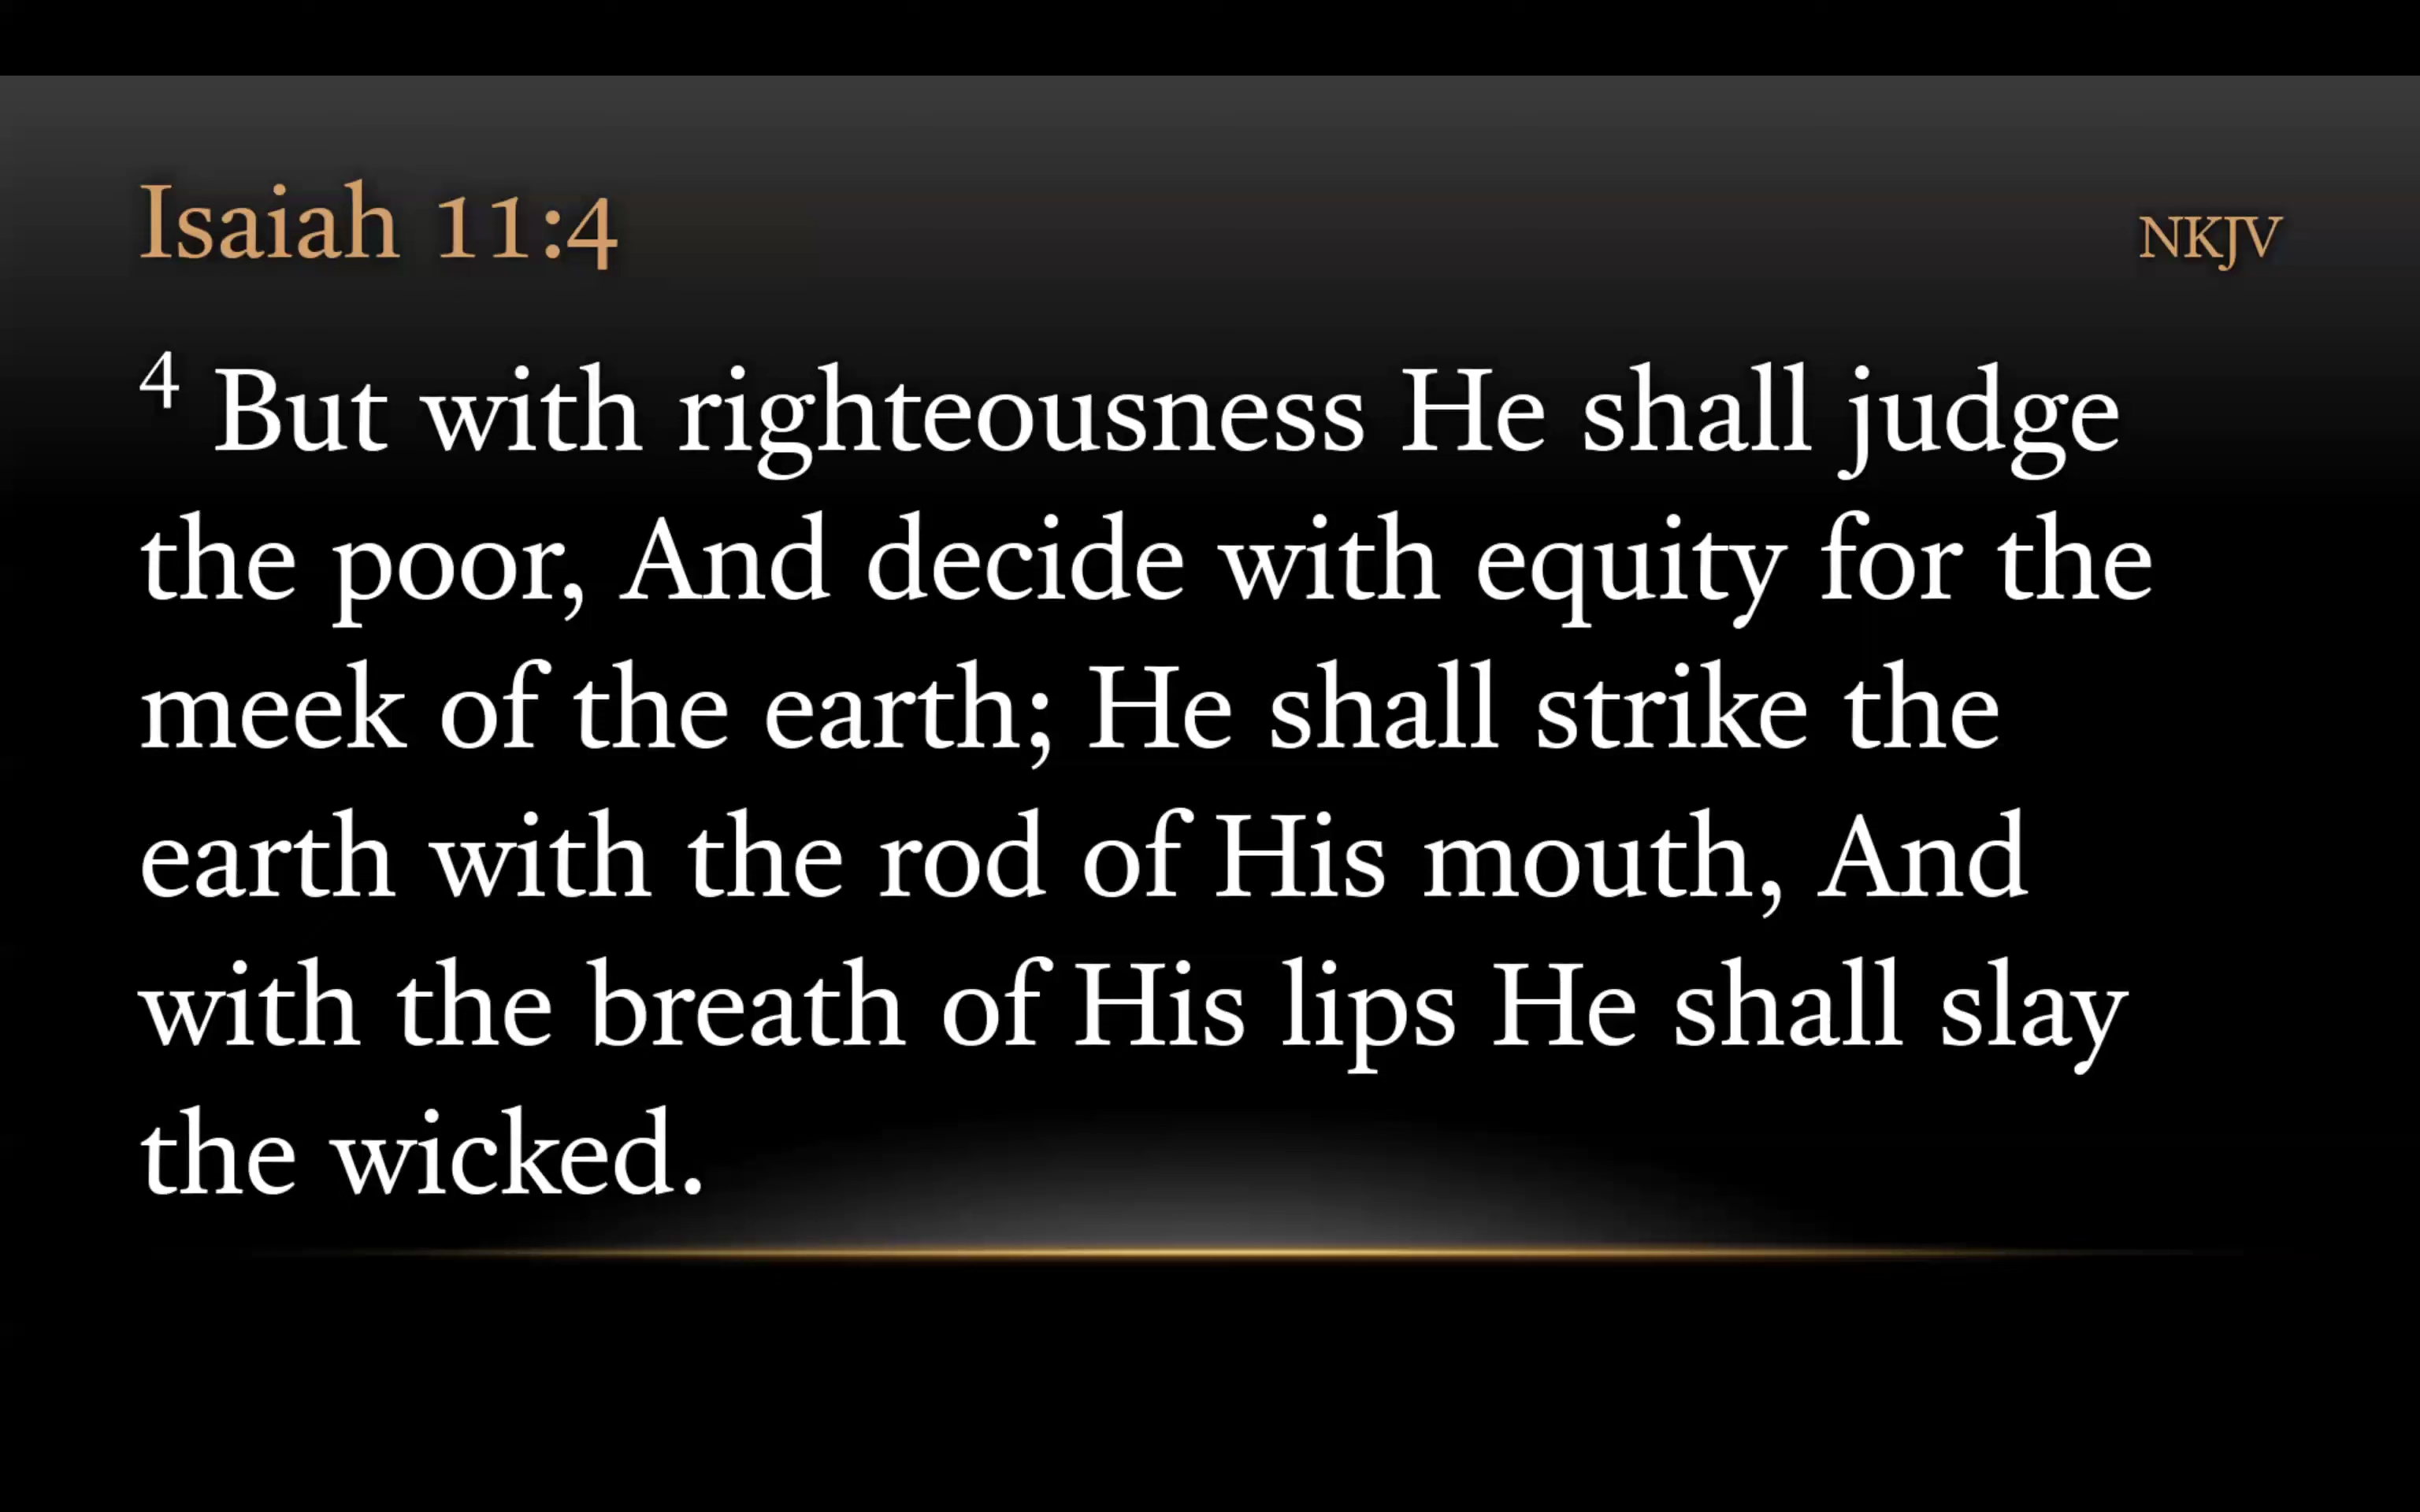 Isaiah 11:4
NKJV
4 But with righteousness He shall judge
the poor, And decide with equity for the
meek of the earth; He shall strike the
earth with the rod of His mouth, And
with the breath of His lips He shall slay
the wicked.